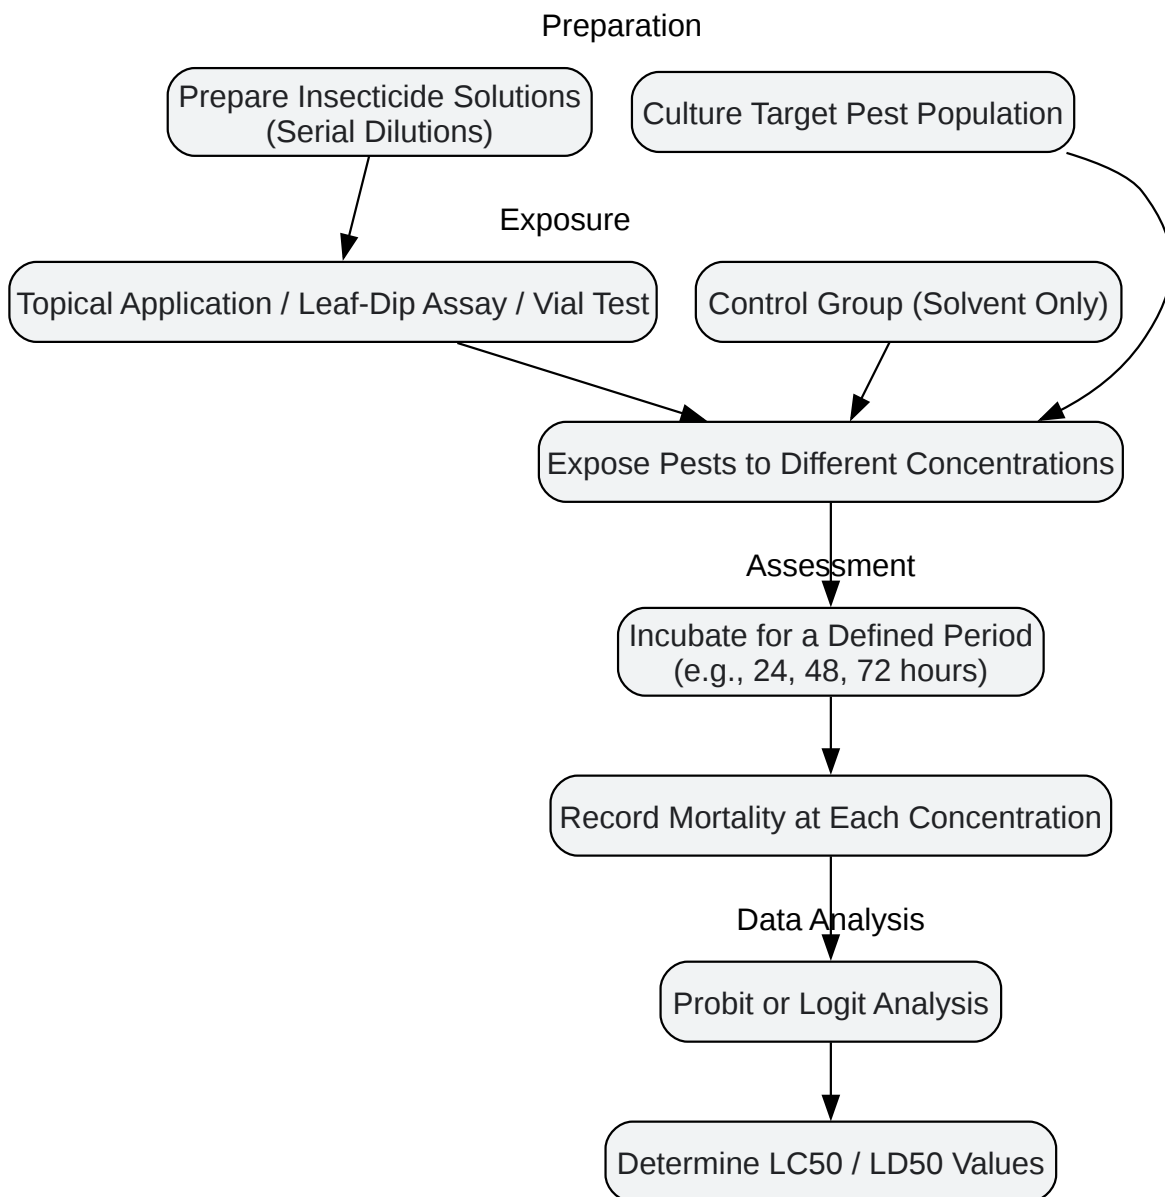 Preparation
Prepare Insecticide Solutions
(Serial Dilutions)
Culture Target Pest Population
Exposure
Topical Application / Leaf-Dip Assay / Vial Test
Control Group (Solvent Only)
Expose Pests to Different Concentrations
Assessment
Incubate for a Defined Period
(e.g., 24, 48, 72 hours)
Record Mortality at Each Concentration
Data Analysis
Probit or Logit Analysis
Determine LC50 / LD50 Values